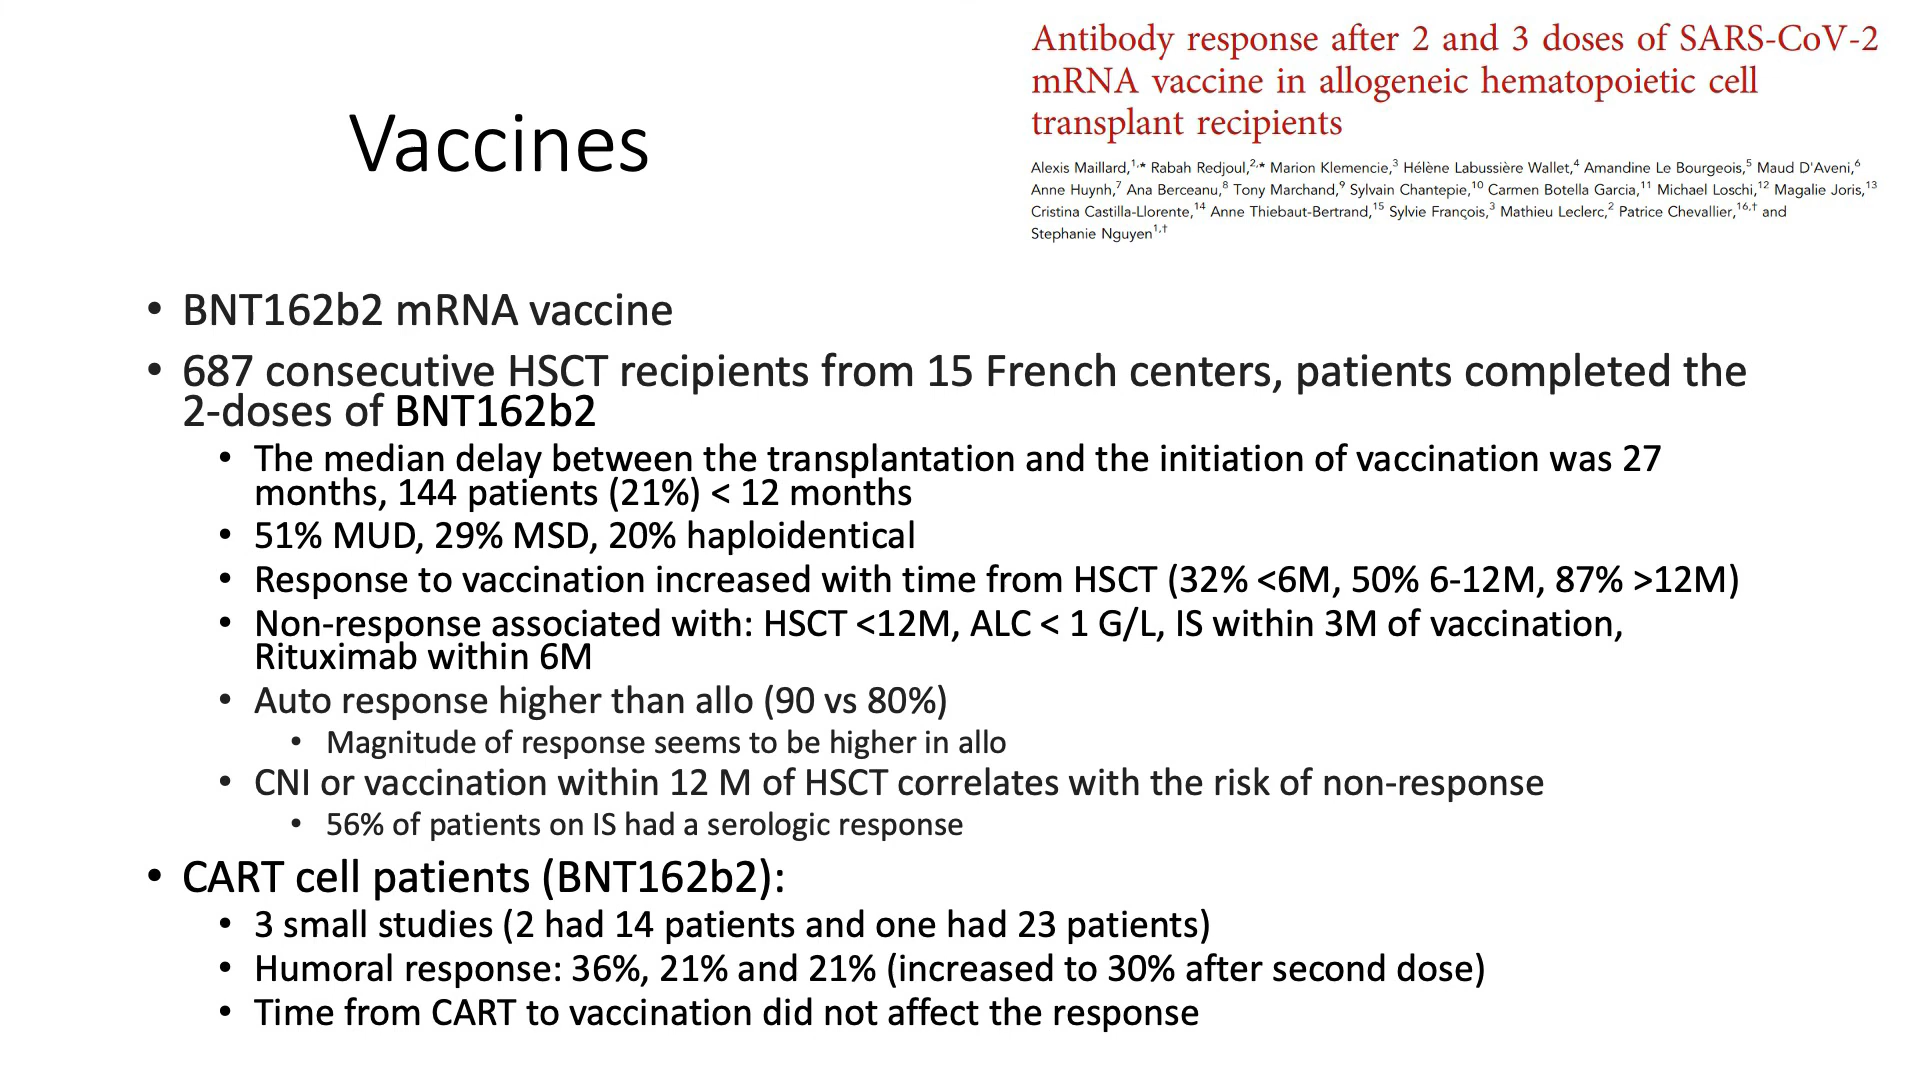 Antibody response after 2 and 3 doses of SARS-CoV-2
mRNA vaccine in allogeneic hematopoietic cell
transplant recipients
Alexis Maillard,1,* Rabah Redjoul,2,* Marion Klemencie,3 Hélène Labussière Wallet,4 Amandine Le Bourgeois,5 Maud D'Aveni,6
Anne Huynh,7 Ana Berceanu,8 Tony Marchand,9 Sylvain Chantepie,10 Carmen Botella Garcia,11 Michael Loschi,12 Magalie Joris,13
Cristina Castilla-Llorente,14 Anne Thiebaut-Bertrand,15 Sylvie François,3 Mathieu Leclerc,2 Patrice Chevallier,16,† and
Stephanie Nguyen1,†
Vaccines
• BNT162b2 mRNA vaccine
• 687 consecutive HSCT recipients from 15 French centers, patients completed the
2-doses of BNT162b2
• The median delay between the transplantation and the initiation of vaccination was 27
months, 144 patients (21%) < 12 months
• 51% MUD, 29% MSD, 20% haploidentical
• Response to vaccination increased with time from HSCT (32% <6M, 50% 6-12M, 87% >12M)
• Non-response associated with: HSCT <12M, ALC < 1 G/L, IS within 3M of vaccination,
Rituximab within 6M
• Auto response higher than allo (90 vs 80%)
• Magnitude of response seems to be higher in allo
• CNI or vaccination within 12 M of HSCT correlates with the risk of non-response
• 56% of patients on IS had a serologic response
• CART cell patients (BNT162b2):
• 3 small studies (2 had 14 patients and one had 23 patients)
• Humoral response: 36%, 21% and 21% (increased to 30% after second dose)
• Time from CART to vaccination did not affect the response